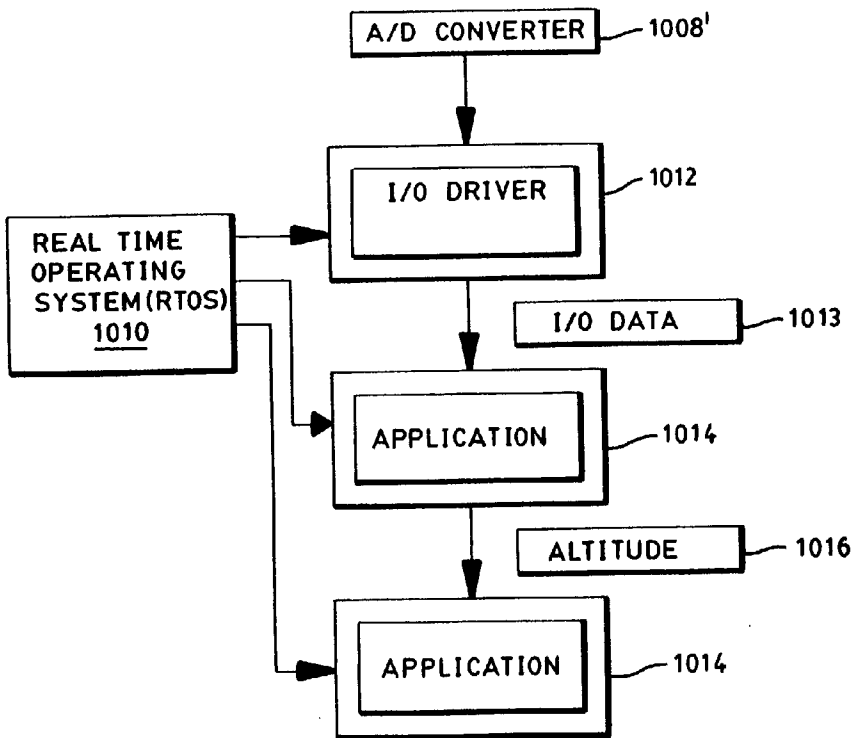 A/D CONVERTER
1008'
I/O DRIVER
1012
REAL TIME
OPERATING
SYSTEM(RTOS)
1010
I/O DATA
1013
APPLICATION
1014
ALTITUDE
1016
APPLICATION
1014